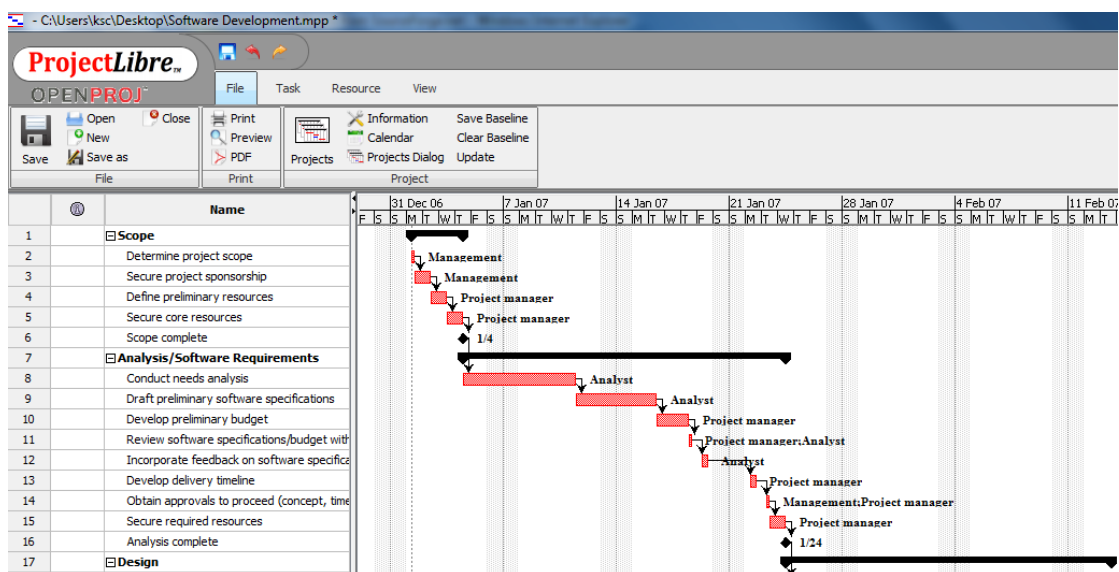 - C:\Users\ksc\Desktop\Software Development.mpp *
ProjectLibre TM
OPENPROJ
File Task Resource View
Open Close Print Information Save Baseline
New Preview Calendar Clear Baseline
Save Save as PDF Projects Projects Dialog Update
File Print Project
Name
31 Dec 06 7 Jan 07 14 Jan 07 21 Jan 07 28 Jan 07 4 Feb 07 11 Feb 07
F S S M T W T F S S M T W T F S S M T W T F S S M T W T F S S M T W T F S S M T W T F S S M T
1 Scope
2 Determine project scope Management
3 Secure project sponsorship Management
4 Define preliminary resources Project manager
5 Secure core resources Project manager
6 Scope complete 1/4
7 Analysis/Software Requirements
8 Conduct needs analysis Analyst
9 Draft preliminary software specifications Analyst
10 Develop preliminary budget Project manager
11 Review software specifications/budget with Project manager;Analyst
12 Incorporate feedback on software specifica Analyst
13 Develop delivery timeline Project manager
14 Obtain approvals to proceed (concept, time Management;Project manager
15 Secure required resources Project manager
16 Analysis complete 1/24
17 Design